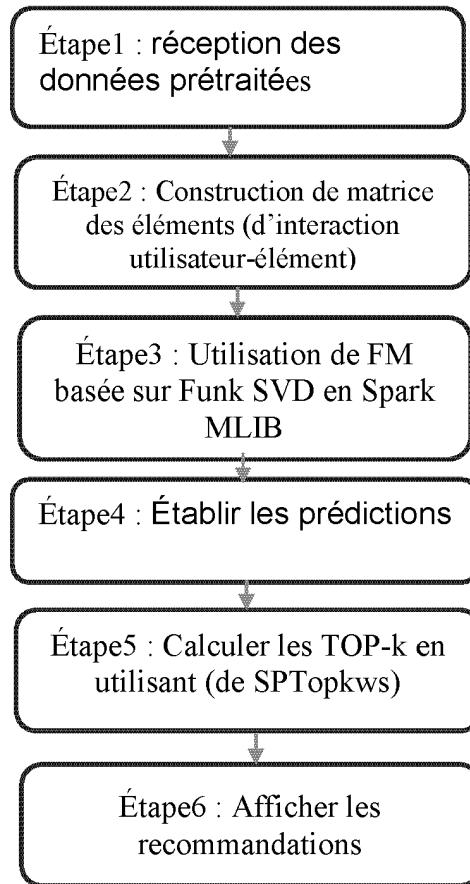 Étape1 : réception des
données prétraitées
Étape2 : Construction de matrice
des éléments (d’interaction
utilisateur-élément)
Étape3 : Utilisation de FM
basée sur Funk SVD en Spark
MLIB
Étape4 : Établir les prédictions
Étape5 : Calculer les TOP-k en
utilisant (de SPTopkws)
Étape6 : Afficher les
recommandations